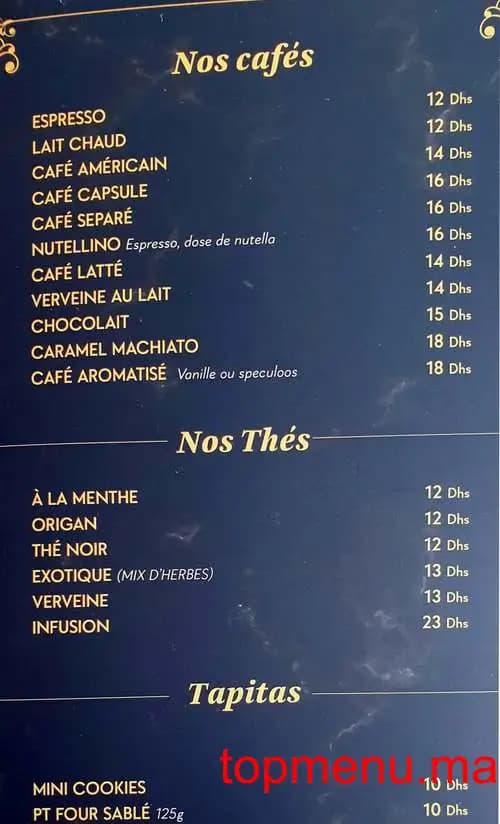 Nos cafés
ESPRESSO 12 Dhs
LAIT CHAUD 12 Dhs
CAFÉ AMÉRICAIN 14 Dhs
CAFÉ CAPSULE 16 Dhs
CAFÉ SEPARÉ 16 Dhs
NUTELLINO Espresso, dose de nutella 16 Dhs
CAFÉ LATTÉ 14 Dhs
VERVEINE AU LAIT 14 Dhs
CHOCOLAIT 15 Dhs
CARAMEL MACHIATO 18 Dhs
CAFÉ AROMATISÉ Vanille ou speculoos 18 Dhs
Nos Thés
À LA MENTHE 12 Dhs
ORIGAN 12 Dhs
THÉ NOIR 12 Dhs
EXOTIQUE (MIX D'HERBES) 13 Dhs
VERVEINE 13 Dhs
INFUSION 23 Dhs
Tapitas
topmenu.ma
MINI COOKIES 10 Dhs
PT FOUR SABLÉ 125g 10 Dhs